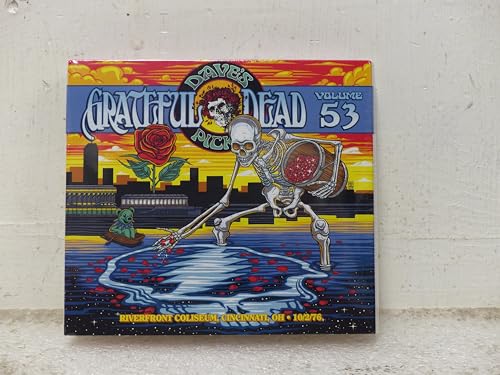 DAVE'S
GRATEFUL DEAD
PICKS
VOLUME
53
RIVERFRONT COLISEUM, CINCINNATI, OH • 10/2/76